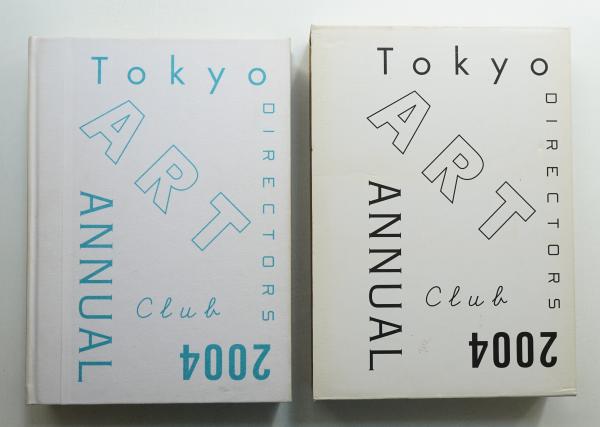 Tokyo
ART
DIRECTORS
Club
ANNUAL
2004
Tokyo
ART
DIRECTORS
Club
ANNUAL
2004